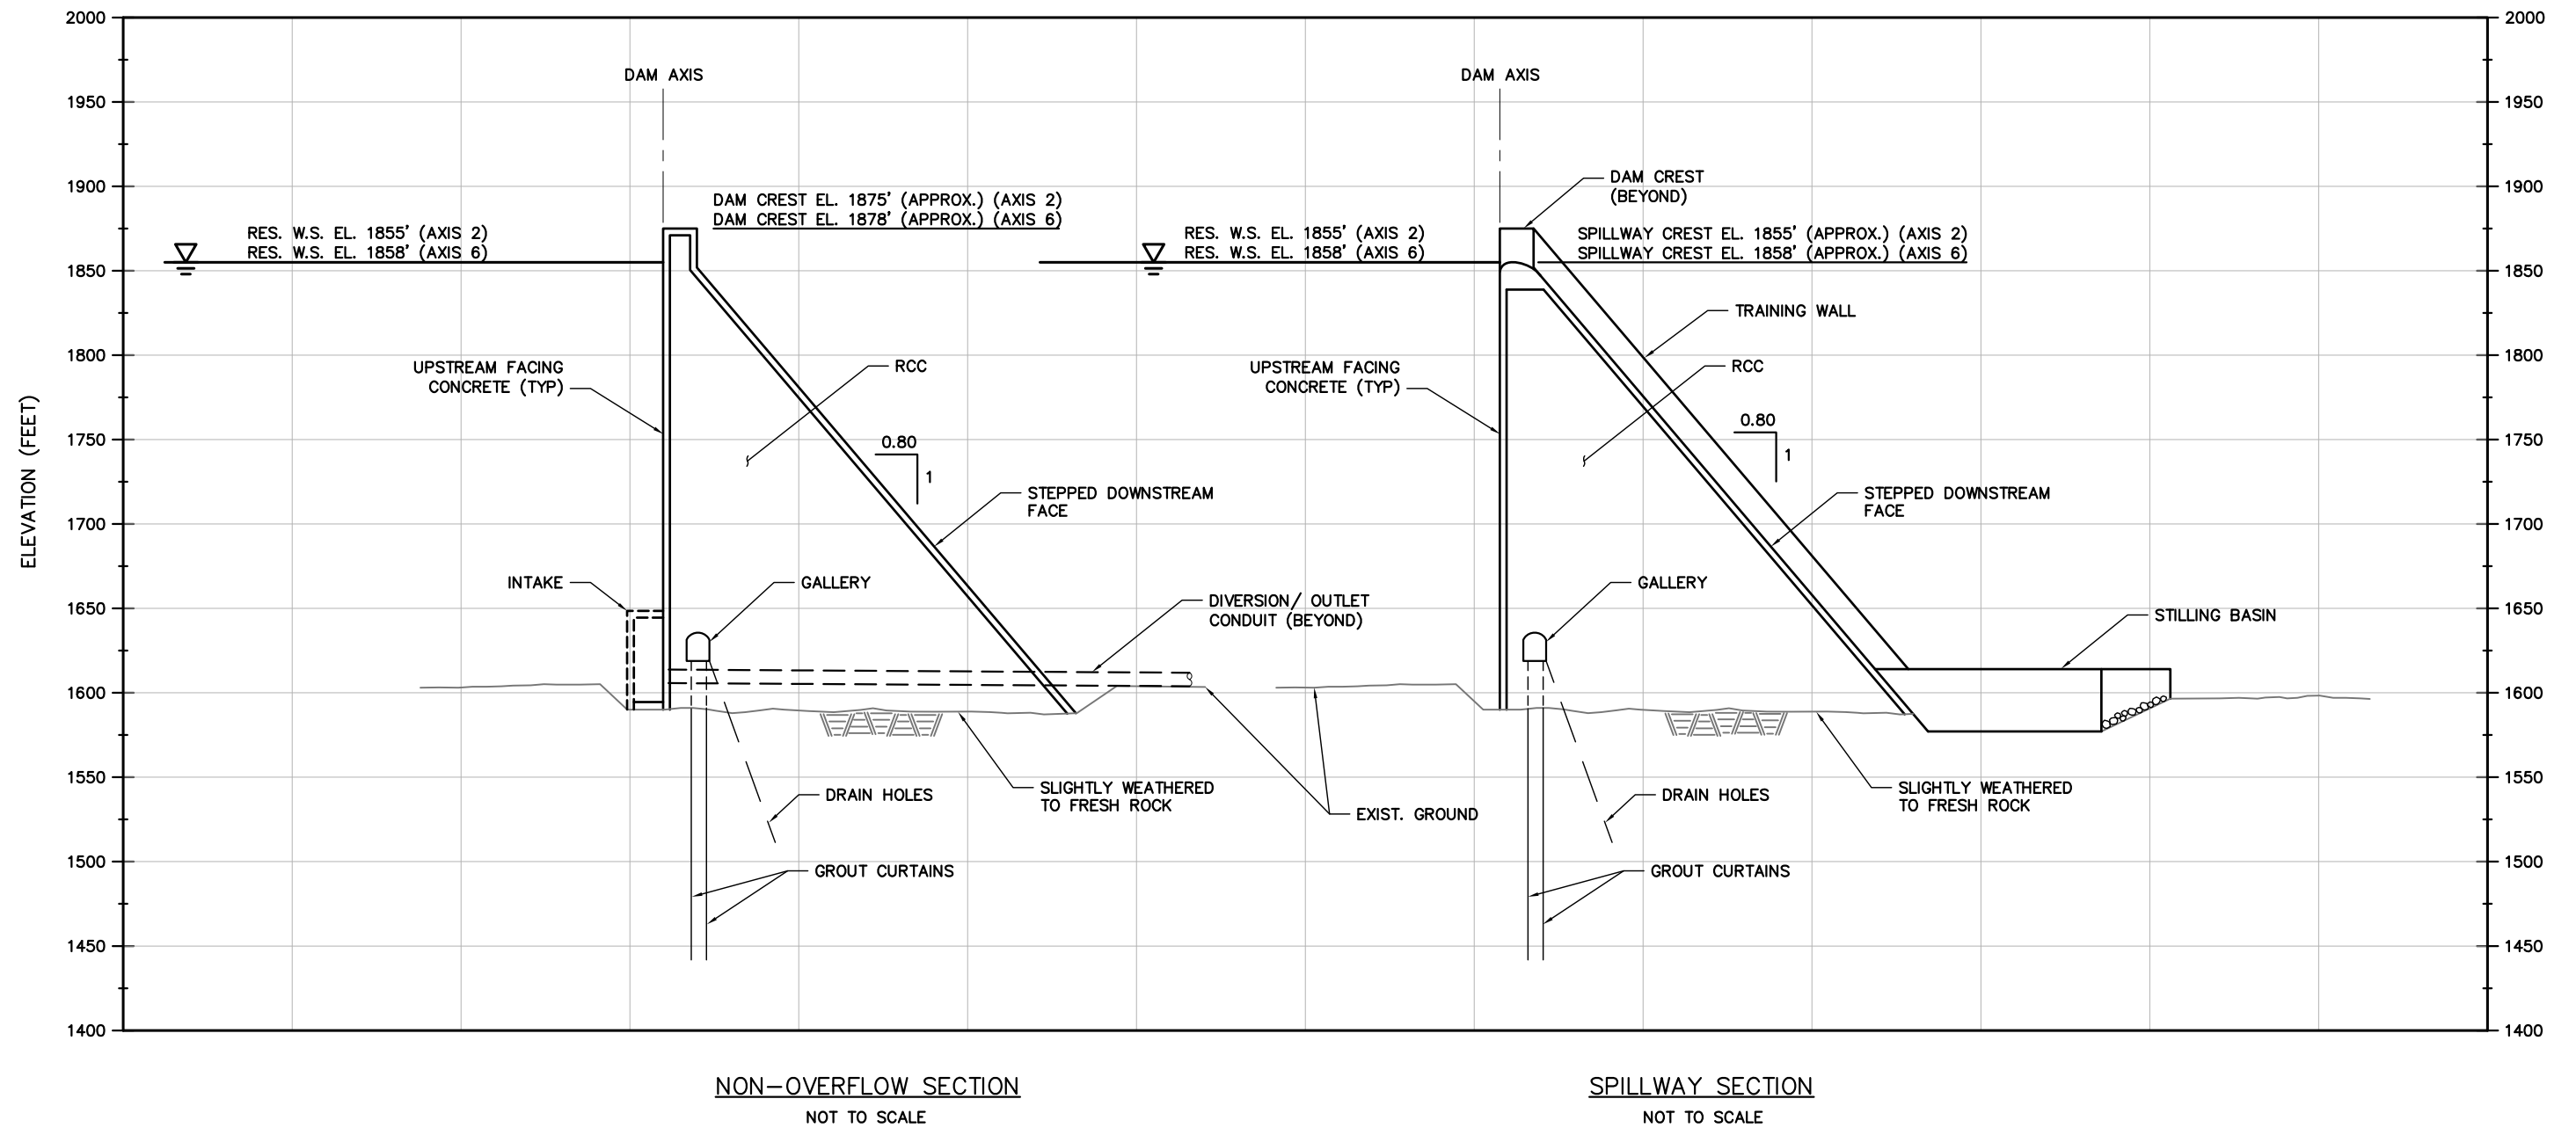 2000
2000
DAM AXIS
DAM AXIS
1950
1950
DAM CREST
(BEYOND)
1900
1900
DAM CREST EL. 1875' (APPROX.) (AXIS 2)
DAM CREST EL. 1878' (APPROX.) (AXIS 6)
RES. W.S. EL. 1855' (AXIS 2)
RES. W.S. EL. 1858' (AXIS 6)
RES. W.S. EL. 1855' (AXIS 2)
RES. W.S. EL. 1858' (AXIS 6)
SPILLWAY CREST EL. 1855' (APPROX.) (AXIS 2)
SPILLWAY CREST EL. 1858' (APPROX.) (AXIS 6)
1850
1850
TRAINING WALL
1800
1800
UPSTREAM FACING
CONCRETE (TYP)
RCC
UPSTREAM FACING
CONCRETE (TYP)
RCC
0.80
1
0.80
1
1750
1750
ELEVATION (FEET)
STEPPED DOWNSTREAM
FACE
STEPPED DOWNSTREAM
FACE
1700
1700
INTAKE
GALLERY
GALLERY
1650
1650
DIVERSION/ OUTLET
CONDUIT (BEYOND)
STILLING BASIN
1600
1600
1550
1550
DRAIN HOLES
SLIGHTLY WEATHERED
TO FRESH ROCK
EXIST. GROUND
DRAIN HOLES
SLIGHTLY WEATHERED
TO FRESH ROCK
1500
1500
GROUT CURTAINS
GROUT CURTAINS
1450
1450
1400
1400
NON-OVERFLOW SECTION
NOT TO SCALE
SPILLWAY SECTION
NOT TO SCALE